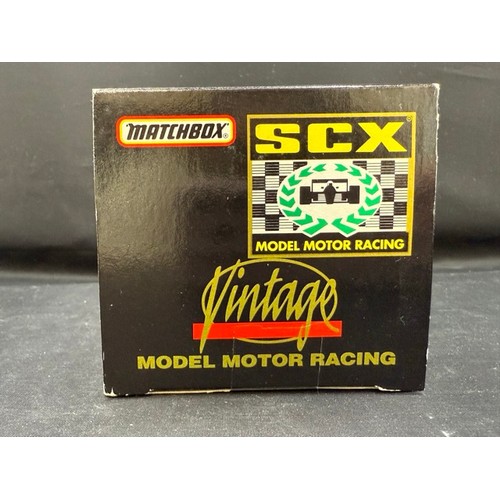 MATCHBOX®
SCX®
MODEL MOTOR RACING
Vintage
MODEL MOTOR RACING